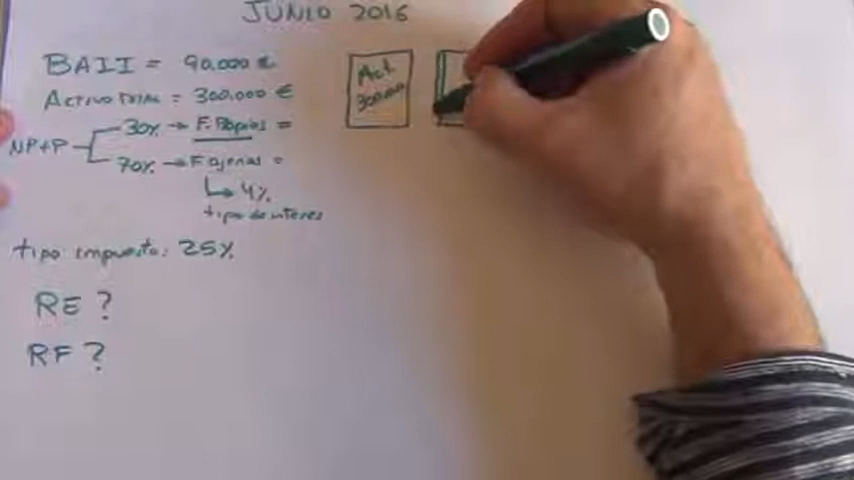 JUNIO 2016
BAII = 90.000 €
Activo Total = 300.000 €
NP+P
30% → F. Propios =
70% → F ajenas =
↳ 4%
tipo de interes
tipo impuesto: 25%
RE ?
RF ?
Act
300.000